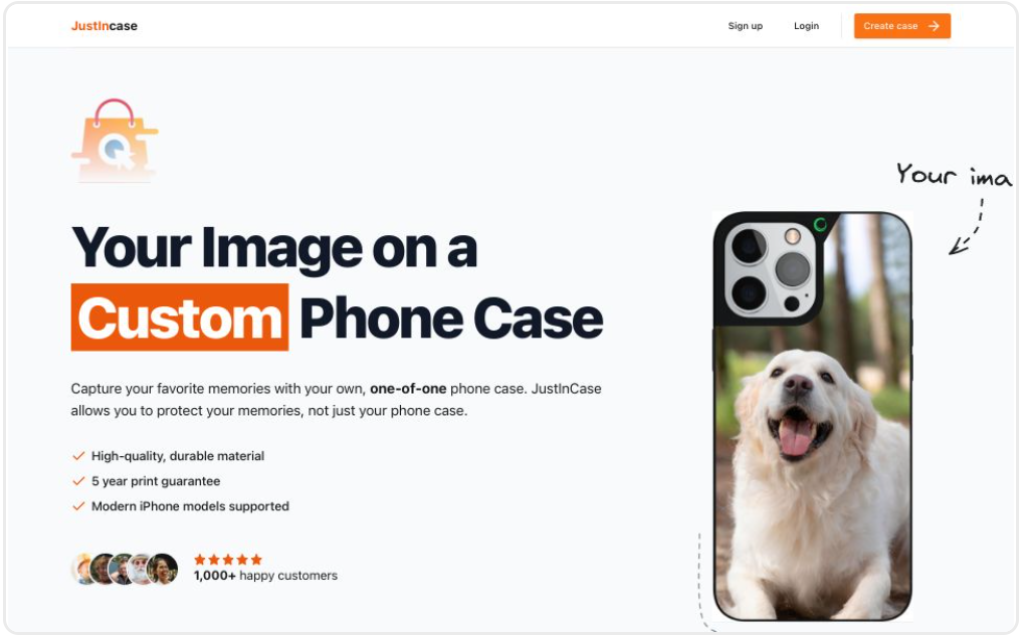 JustIncase
Sign up
Login
Create case
Your ima
Your Image on a
Custom Phone Case
Capture your favorite memories with your own, one-of-one phone case. JustInCase
allows you to protect your memories, not just your phone case.
High-quality, durable material
5 year print guarantee
Modern iPhone models supported
1,000+ happy customers